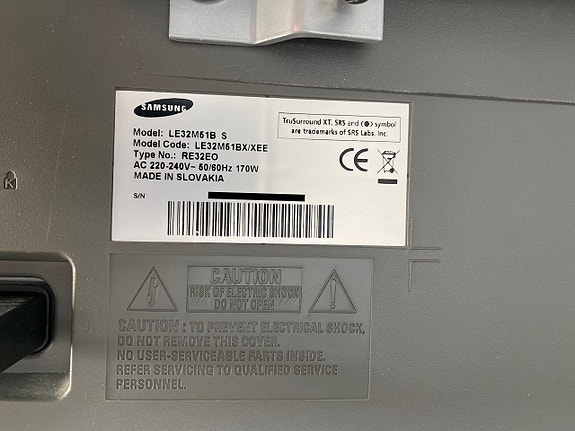 SAMSUNG
TruSurround XT, SRS and (●) symbol
are trademarks of SRS Labs, Inc.
Model: LE32M51B S
Model Code: LE32M51BX/XEE
Type No.: RE32EO
AC 220-240V~ 50/60Hz 170W
MADE IN SLOVAKIA
S/N
CE
K
CAUTION
RISK OF ELECTRIC SHOCK
DO NOT OPEN
CAUTION : TO PREVENT ELECTRICAL SHOCK,
DO NOT REMOVE THIS COVER.
NO USER-SERVICEABLE PARTS INSIDE.
REFER SERVICING TO QUALIFIED SERVICE
PERSONNEL.